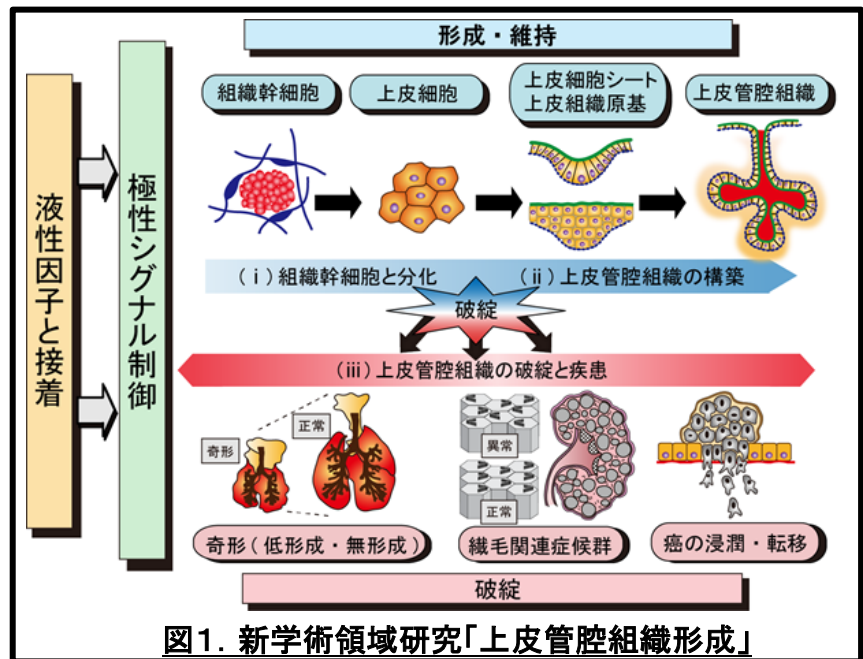 形成・維持
液性因子と接着
極性シグナル制御
組織幹細胞
上皮細胞
上皮細胞シート
上皮組織原基
上皮管腔組織
(ⅰ)組織幹細胞と分化
(ⅱ)上皮管腔組織の構築
破綻
(ⅲ)上皮管腔組織の破綻と疾患
奇形
正常
異常
正常
奇形(低形成・無形成)
繊毛関連症候群
癌の浸潤・転移
破綻
図1. 新学術領域研究「上皮管腔組織形成」